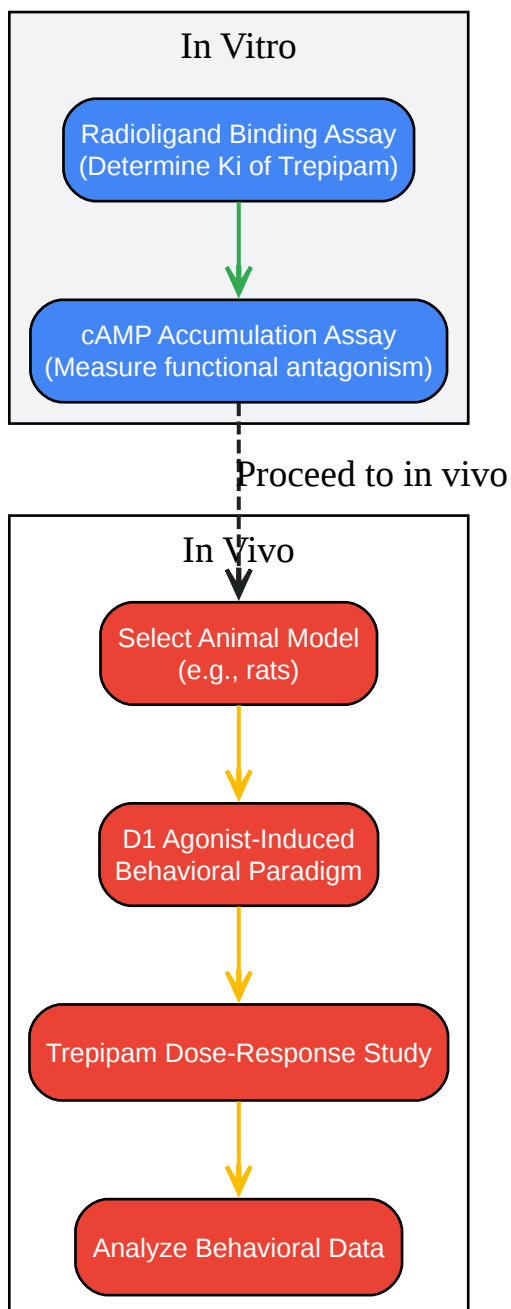 In Vitro
Radioligand Binding Assay
(Determine Ki of Trepipam)
cAMP Accumulation Assay
(Measure functional antagonism)
Proceed to in vivo
In Vivo
Select Animal Model
(e.g., rats)
D1 Agonist-Induced
Behavioral Paradigm
Trepipam Dose-Response Study
Analyze Behavioral Data